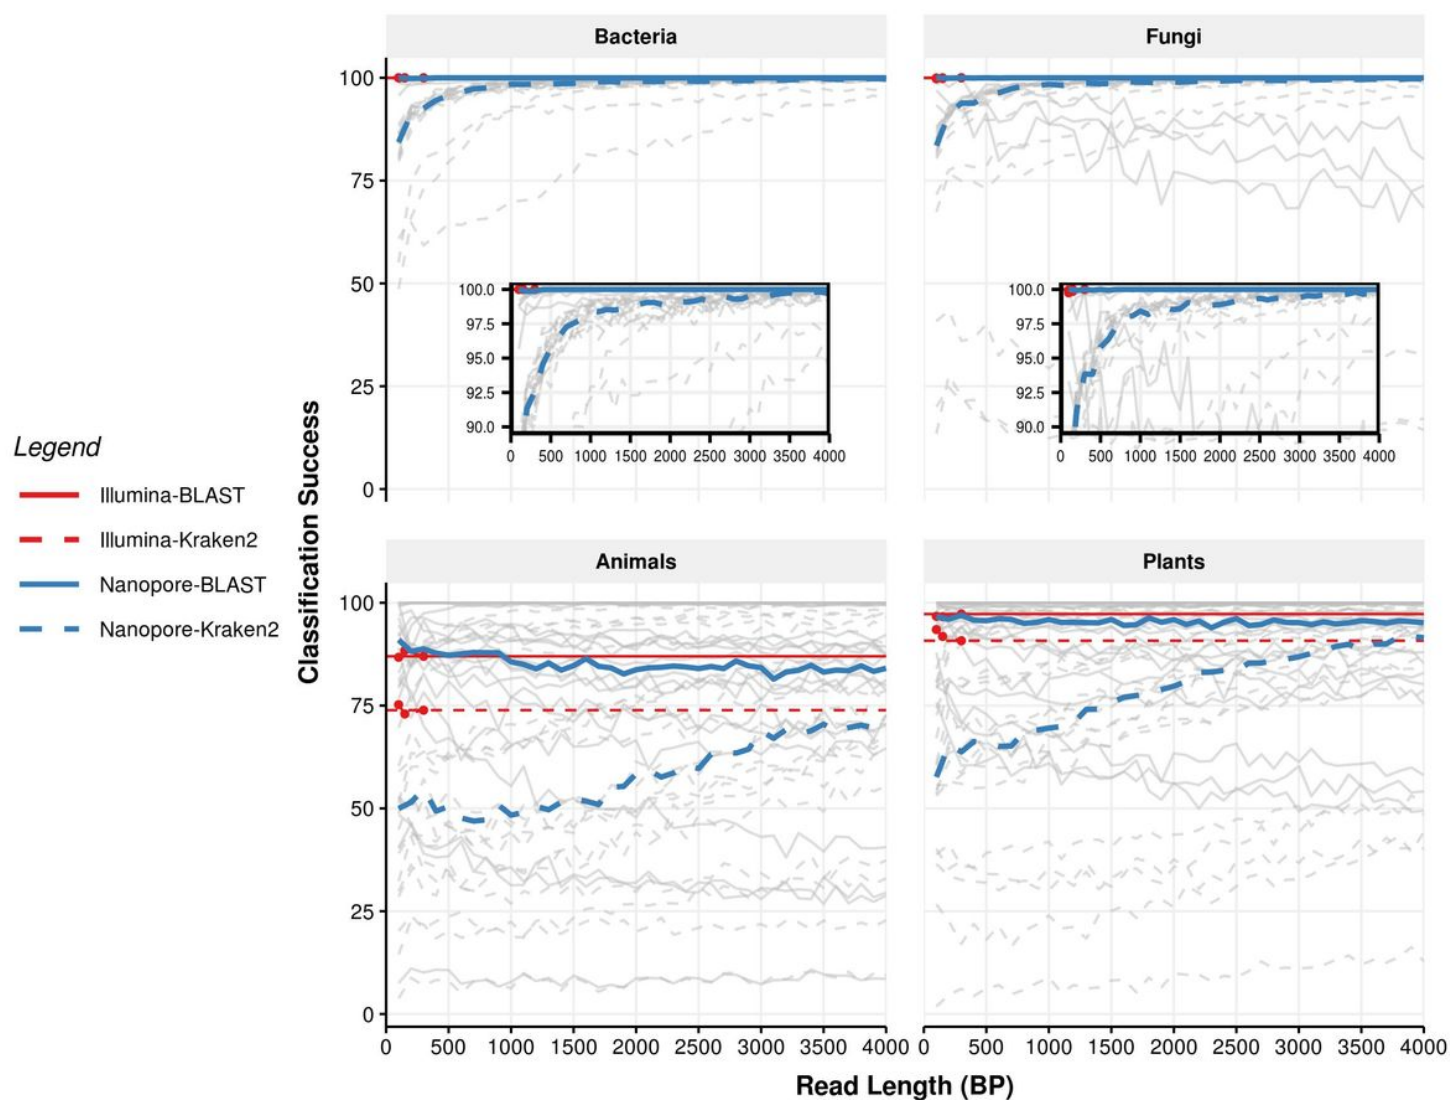 Bacteria
Fungi
100
75
50
25
0
100.0
97.5
95.0
92.5
90.0
0 500 1000 1500 2000 2500 3000 3500 4000
100.0
97.5
95.0
92.5
90.0
0 500 1000 1500 2000 2500 3000 3500 4000
Legend
Illumina-BLAST
Illumina-Kraken2
Nanopore-BLAST
Nanopore-Kraken2
Classification Success
Animals
Plants
100
75
50
25
0
0 500 1000 1500 2000 2500 3000 3500 4000
0 500 1000 1500 2000 2500 3000 3500 4000
Read Length (BP)